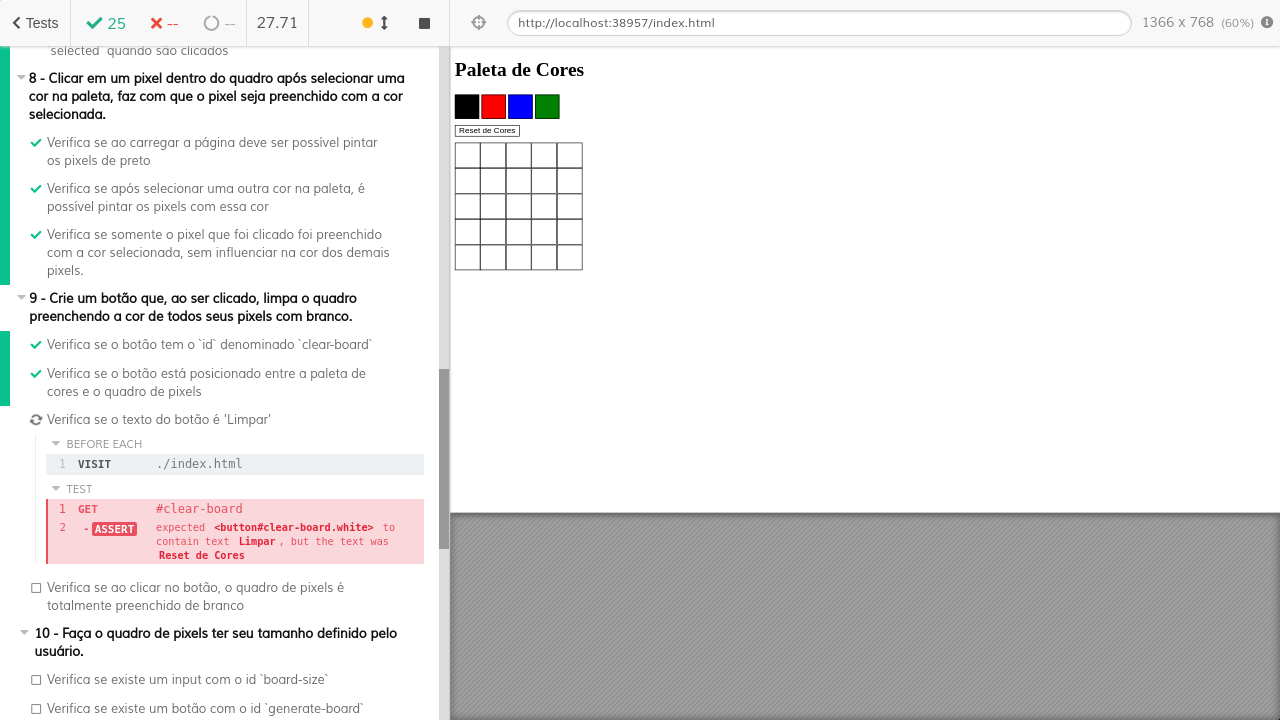 Tests
25
--
--
27.71
http://localhost:38957/index.html
1366 x 768 (60%)
selected` quando são clicados
8 - Clicar em um pixel dentro do quadro após selecionar uma
cor na paleta, faz com que o pixel seja preenchido com a cor
selecionada.
Verifica se ao carregar a página deve ser possível pintar
os pixels de preto
Verifica se após selecionar uma outra cor na paleta, é
possível pintar os pixels com essa cor
Verifica se somente o pixel que foi clicado foi preenchido
com a cor selecionada, sem influenciar na cor dos demais
pixels.
9 - Crie um botão que, ao ser clicado, limpa o quadro
preenchendo a cor de todos seus pixels com branco.
Verifica se o botão tem o `id` denominado `clear-board`
Verifica se o botão está posicionado entre a paleta de
cores e o quadro de pixels
Verifica se o texto do botão é 'Limpar'
BEFORE EACH
1 VISIT ./index.html
TEST
1 GET #clear-board
2 -ASSERT expected <button#clear-board.white> to
contain text Limpar, but the text was
Reset de Cores
Verifica se ao clicar no botão, o quadro de pixels é
totalmente preenchido de branco
10 - Faça o quadro de pixels ter seu tamanho definido pelo
usuário.
Verifica se existe um input com o id `board-size`
Verifica se existe um botão com o id `generate-board`
Paleta de Cores
Reset de Cores